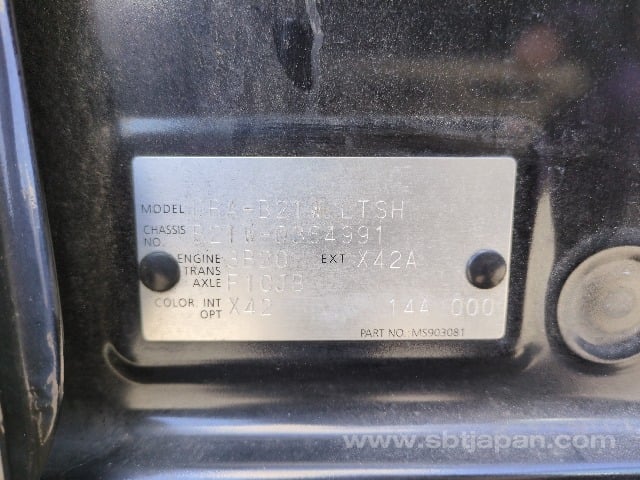 MODEL DBA-B21W LTSH
CHASSIS NO. B21W-0094991
ENGINE 3B20 EXT X42A
TRANS AXLE F1CJB
COLOR INT OPT X42 144 000
PART NO.: MS903081
www.sbtjapan.com